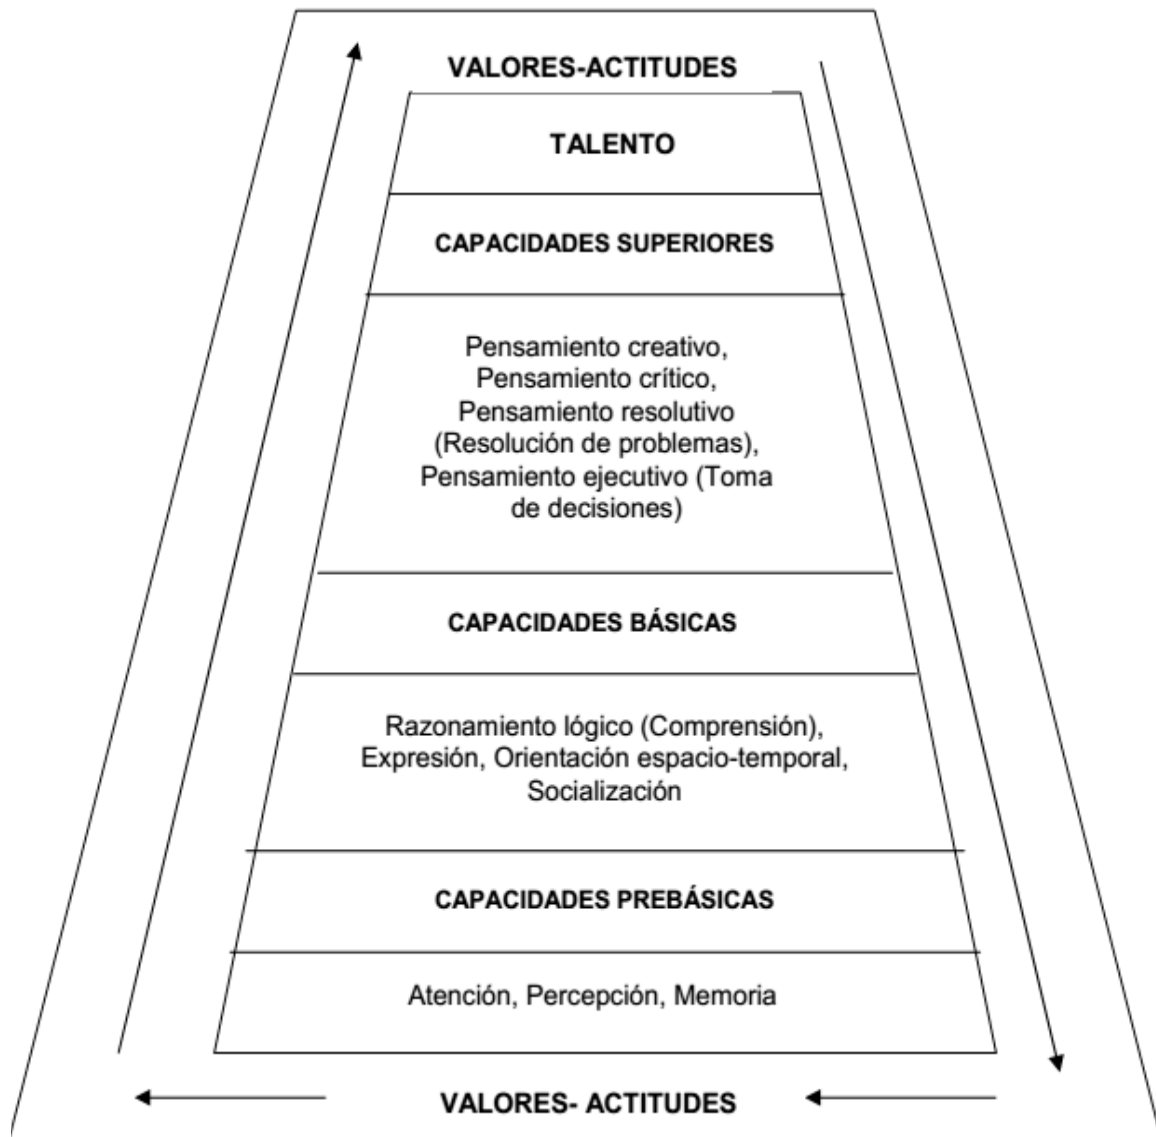 VALORES-ACTITUDES
TALENTO
CAPACIDADES SUPERIORES
Pensamiento creativo,
Pensamiento crítico,
Pensamiento resolutivo
(Resolución de problemas),
Pensamiento ejecutivo (Toma
de decisiones)
CAPACIDADES BÁSICAS
Razonamiento lógico (Comprensión),
Expresión, Orientación espacio-temporal,
Socialización
CAPACIDADES PREBÁSICAS
Atención, Percepción, Memoria
VALORES- ACTITUDES